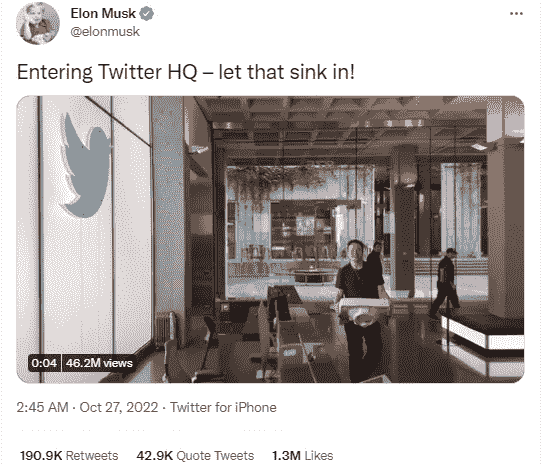 Elon Musk
@elonmusk
Entering Twitter HQ – let that sink in!
0:04 46.2M views
2:45 AM · Oct 27, 2022 · Twitter for iPhone
190.9K Retweets 42.9K Quote Tweets 1.3M Likes